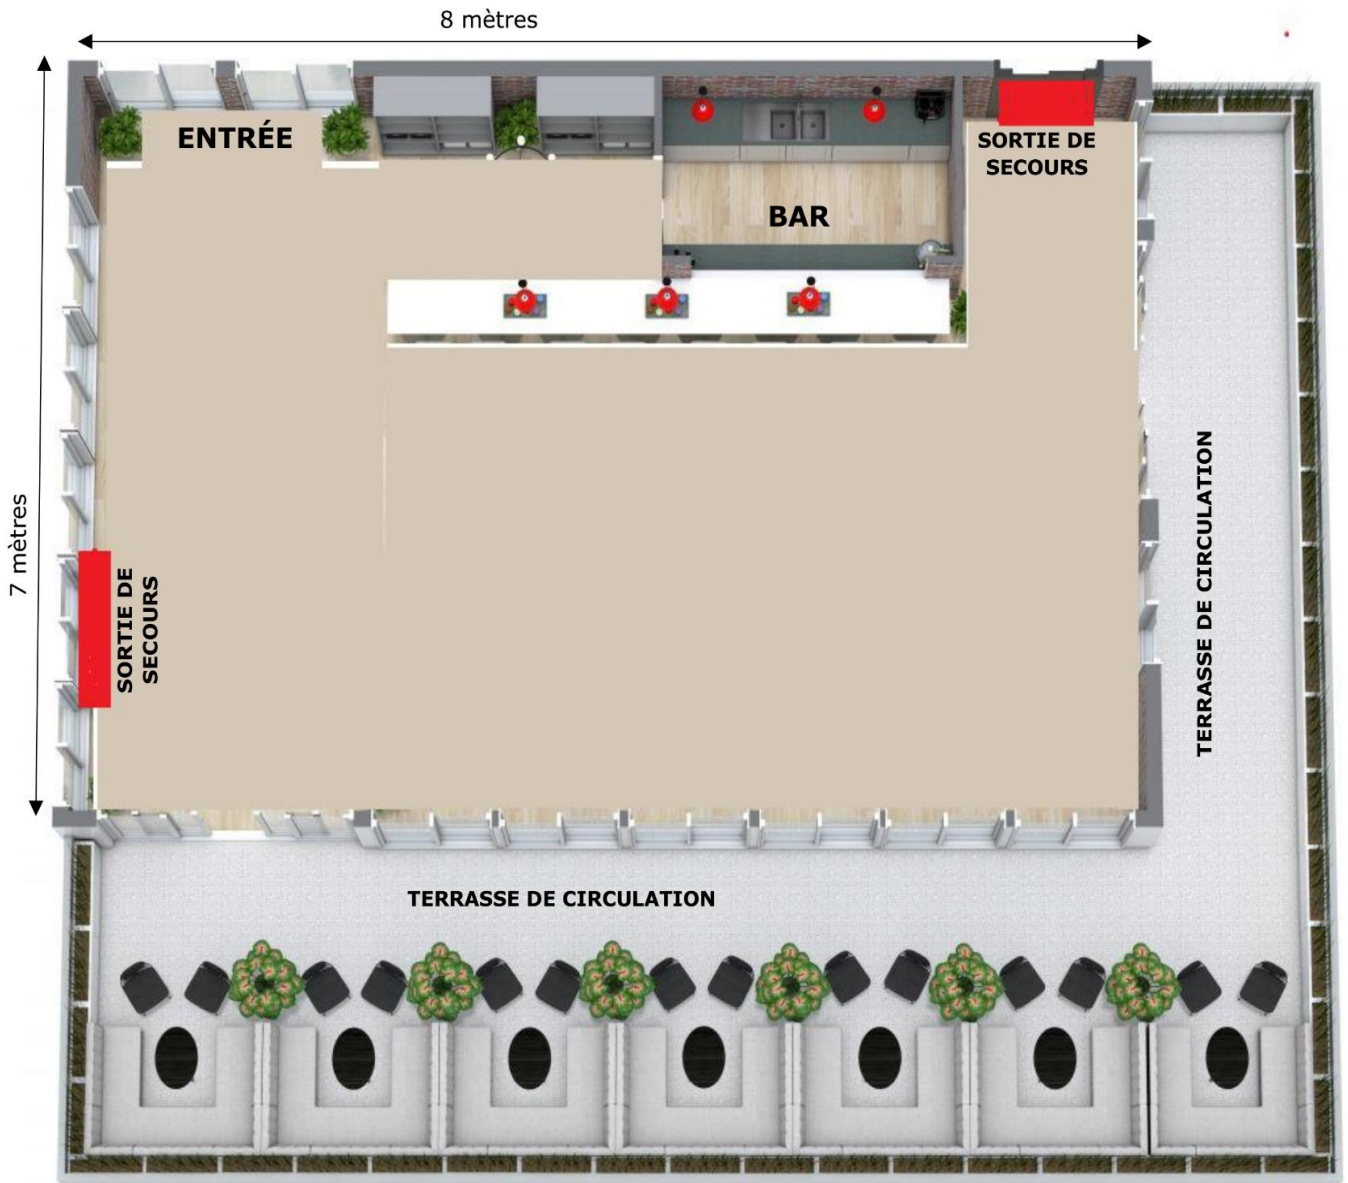 8 mètres
ENTRÉE
SORTIE DE
SECOURS
BAR
7 mètres
SORTIE DE
SECOURS
TERRASSE DE CIRCULATION
TERRASSE DE CIRCULATION